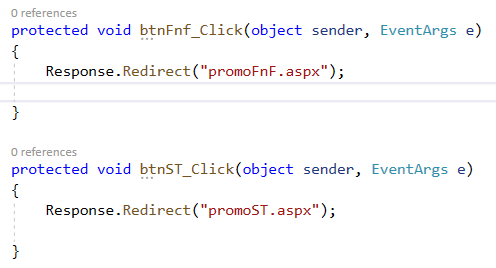 0 references
protected void btnFnf_Click(object sender, EventArgs e)
{
Response.Redirect("promoFnF.aspx");
}
0 references
protected void btnST_Click(object sender, EventArgs e)
{
Response.Redirect("promoST.aspx");
}